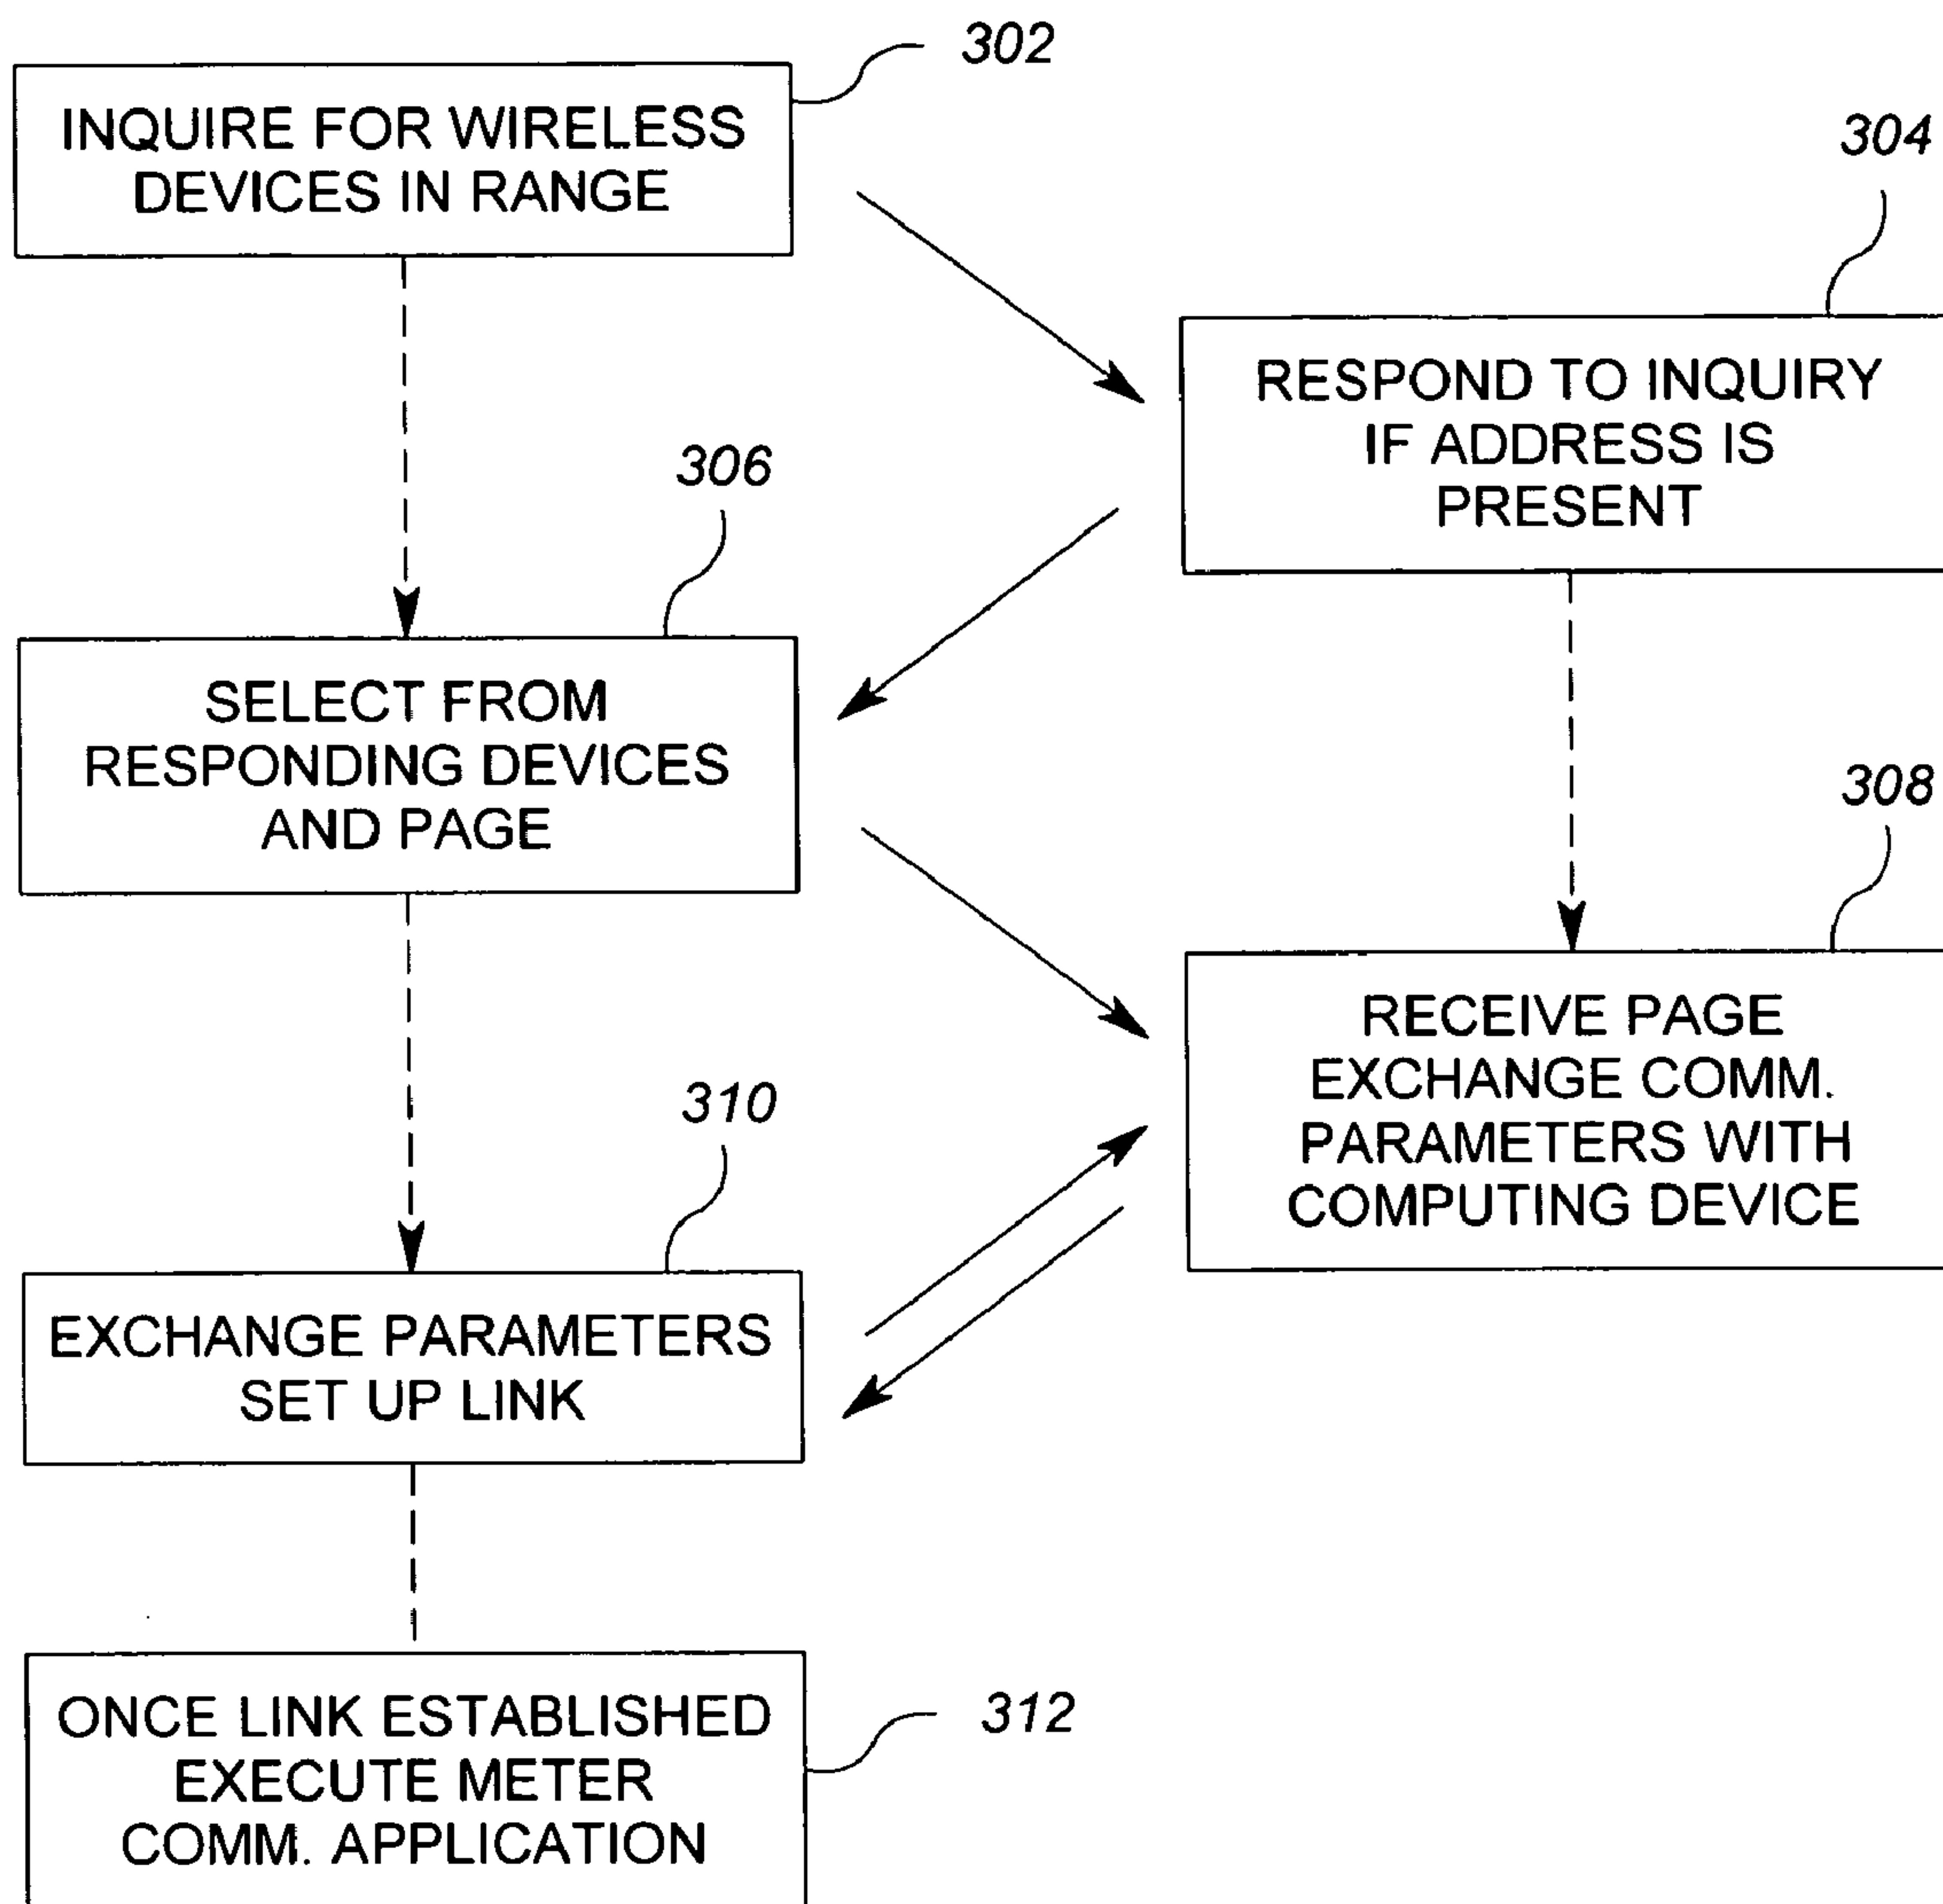 302
INQUIRE FOR WIRELESS
DEVICES IN RANGE
304
RESPOND TO INQUIRY
IF ADDRESS IS
PRESENT
306
SELECT FROM
RESPONDING DEVICES
AND PAGE
308
RECEIVE PAGE
EXCHANGE COMM.
PARAMETERS WITH
COMPUTING DEVICE
310
EXCHANGE PARAMETERS
SET UP LINK
312
ONCE LINK ESTABLISHED
EXECUTE METER
COMM. APPLICATION